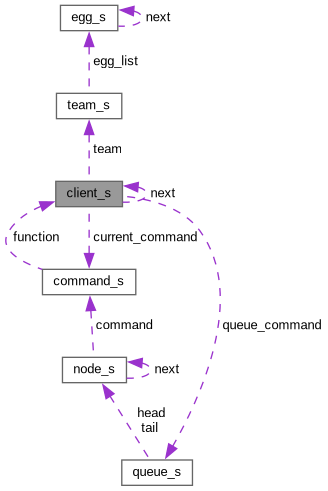 egg_s
next
egg_list
team_s
team
client_s
next
function
current_command
command_s
queue_command
command
node_s
next
head
tail
queue_s